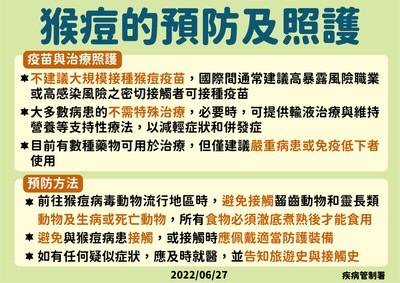 猴痘的預防及照護
疫苗與治療照護
★不建議大規模接種猴痘疫苗，國際間通常建議高暴露風險職業
或高感染風險之密切接觸者可接種疫苗
★大多數病患的不需特殊治療，必要時，可提供輸液治療與維持
營養等支持性療法，以減輕症狀和併發症
★目前有數種藥物可用於治療，但僅建議嚴重病患或免疫低下者
使用
預防方法
★前往猴痘病毒動物流行地區時，避免接觸齧齒動物和靈長類
動物及生病或死亡動物，所有食物必須澈底煮熟後才能食用
★避免與猴痘病患接觸，或接觸時應佩戴適當防護裝備
★如有任何疑似症狀，應及時就醫，並告知旅遊史與接觸史
2022/06/27
疾病管制署